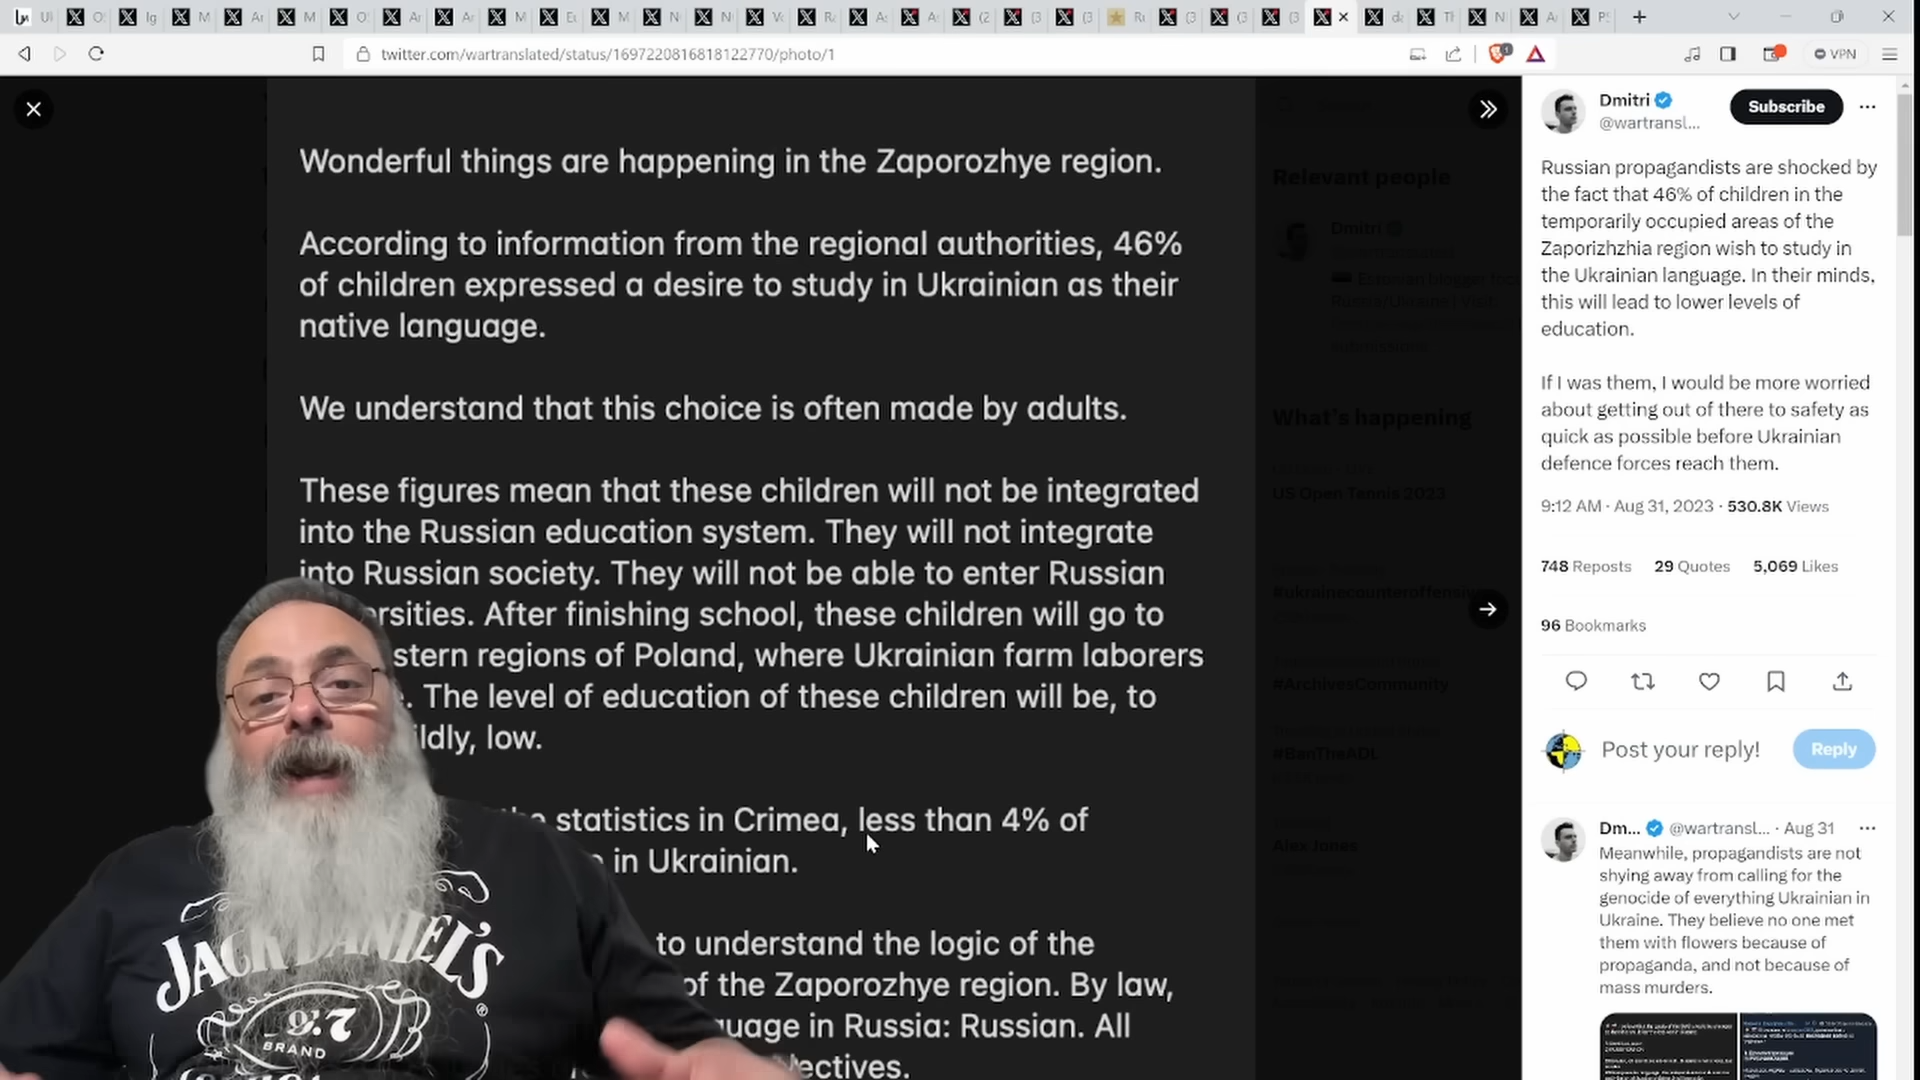 twitter.com/wartranslated/status/1697220816818122770/photo/1
VPN
Wonderful things are happening in the Zaporozhye region.
According to information from the regional authorities, 46%
of children expressed a desire to study in Ukrainian as their
native language.
We understand that this choice is often made by adults.
These figures mean that these children will not be integrated
into the Russian education system. They will not integrate
into Russian society. They will not be able to enter Russian
ersities. After finishing school, these children will go to
stern regions of Poland, where Ukrainian farm laborers
. The level of education of these children will be, to
ildly, low.
statistics in Crimea, less than 4% of
in Ukrainian.
to understand the logic of the
of the Zaporozhye region. By law,
uage in Russia: Russian. All
ectives.
JACK DANIEL'S
BRAND
Relevant people
Dmitri
What's happening
US Open Tennis 2023
#ukrainecounteroffensiv
#ArchivesCommunity
#BanTheADL
Alex Jones
Dmitri
@wartransl...
Subscribe
Russian propagandists are shocked by
the fact that 46% of children in the
temporarily occupied areas of the
Zaporizhzhia region wish to study in
the Ukrainian language. In their minds,
this will lead to lower levels of
education.
If I was them, I would be more worried
about getting out of there to safety as
quick as possible before Ukrainian
defence forces reach them.
9:12 AM · Aug 31, 2023 · 530.8K Views
748 Reposts 29 Quotes 5,069 Likes
96 Bookmarks
Post your reply!
Reply
Dm... @wartransl... · Aug 31
Meanwhile, propagandists are not
shying away from calling for the
genocide of everything Ukrainian in
Ukraine. They believe no one met
them with flowers because of
propaganda, and not because of
mass murders.